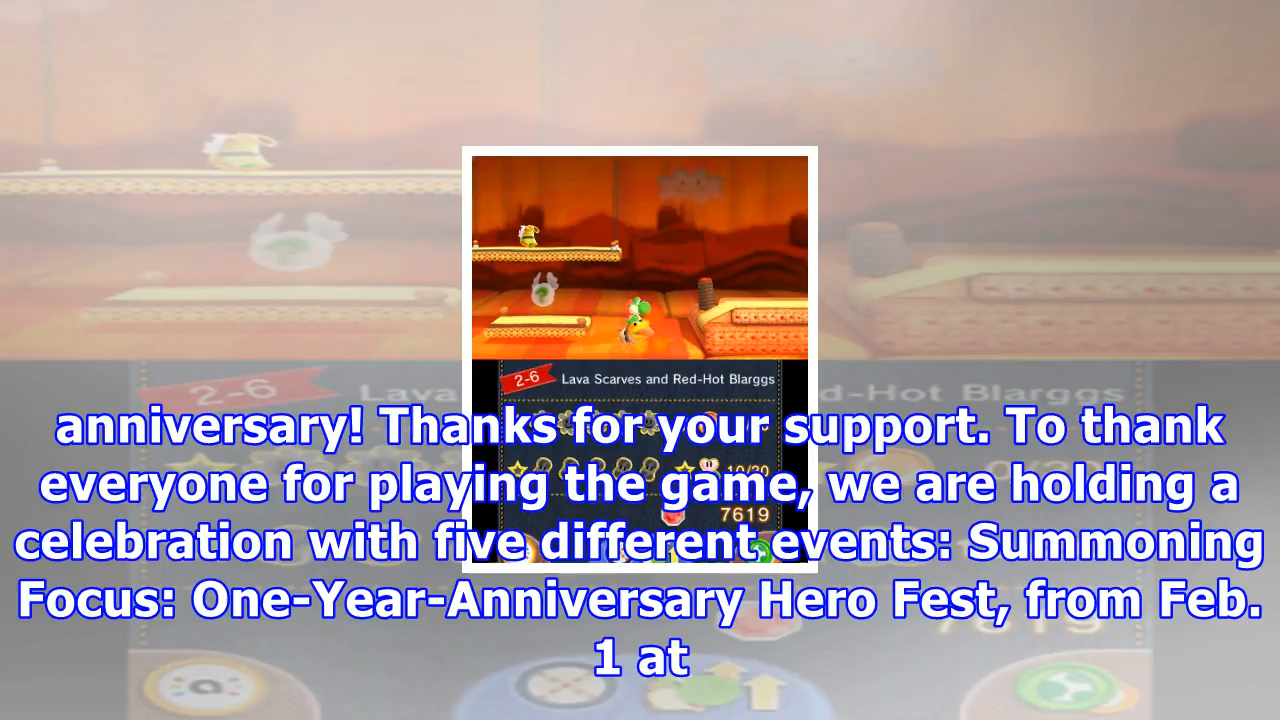 2-6 Lava Scarves and Red-Hot Blarggs
anniversary! Thanks for your support. To thank
everyone for playing the game, we are holding a
celebration with five different events: Summoning
Focus: One-Year-Anniversary Hero Fest, from Feb.
1 at
10/20
7619